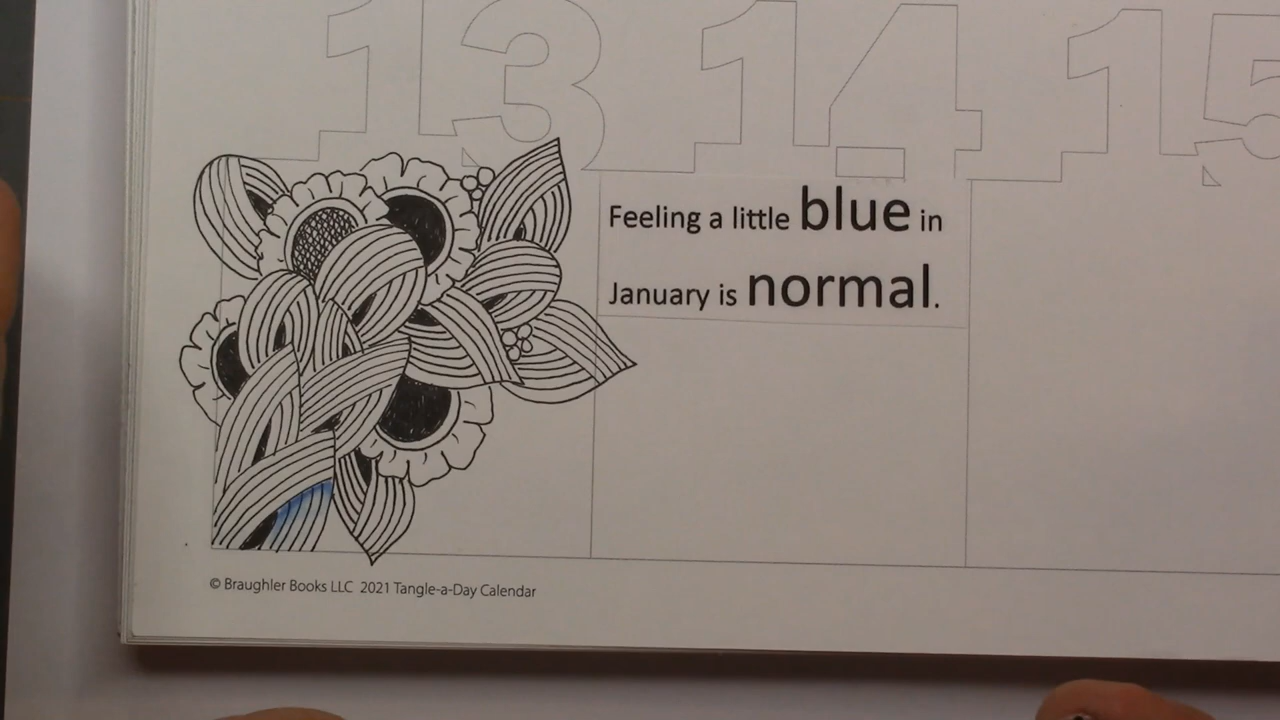 13 14 15
Feeling a little blue in
January is normal.
© Braughler Books LLC 2021 Tangle-a-Day Calendar